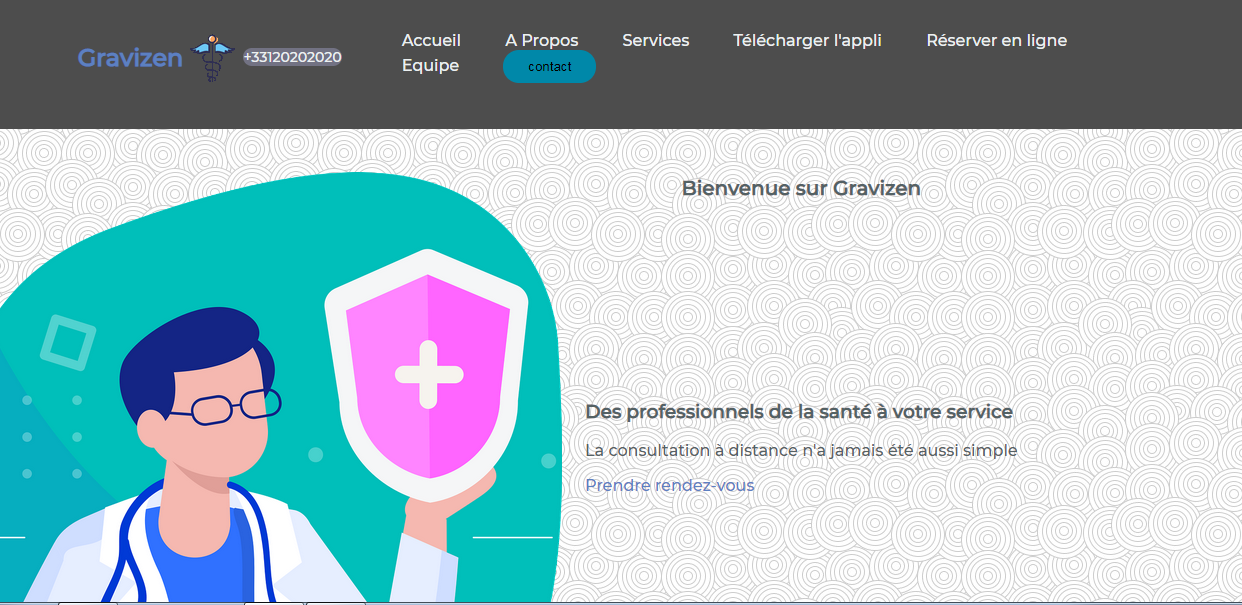 Gravizen
+33120202020
Accueil A Propos Services Télécharger l'appli Réserver en ligne
Equipe contact
Bienvenue sur Gravizen
Des professionnels de la santé à votre service
La consultation à distance n'a jamais été aussi simple
Prendre rendez-vous